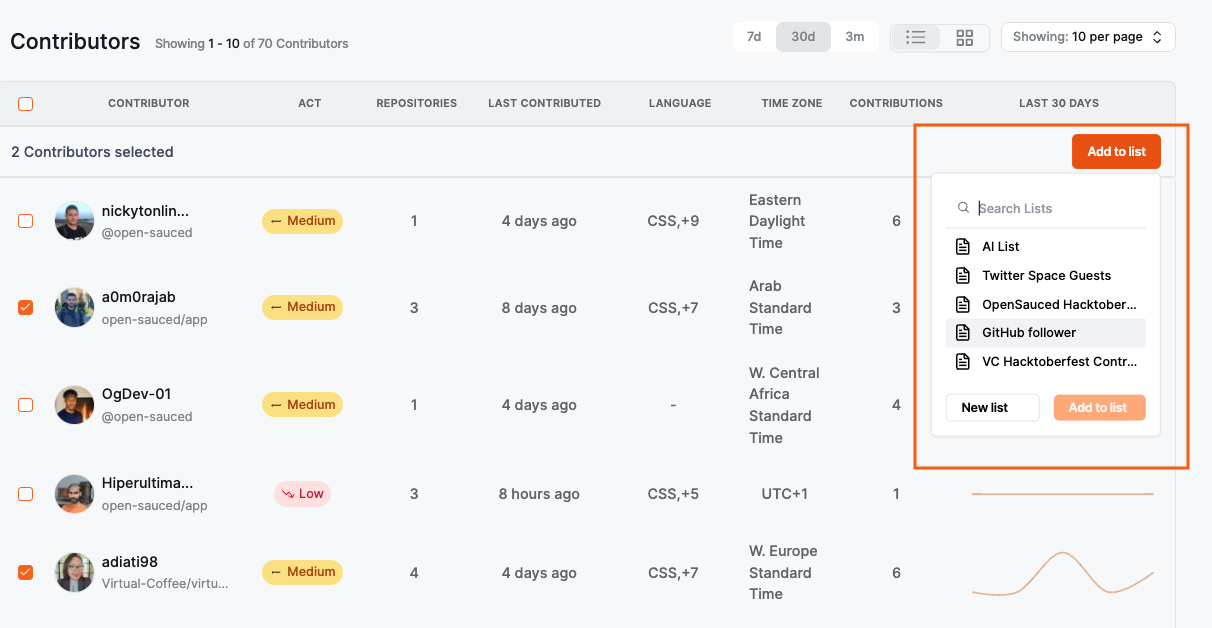 Contributors Showing 1 - 10 of 70 Contributors 7d 30d 3m Showing: 10 per page
CONTRIBUTOR ACT REPOSITORIES LAST CONTRIBUTED LANGUAGE TIME ZONE CONTRIBUTIONS LAST 30 DAYS
2 Contributors selected Add to list
nickytonlin...
@open-sauced
Medium
1
4 days ago
CSS,+9
Eastern
Daylight
Time
6
a0m0rajab
open-sauced/app
Medium
3
8 days ago
CSS,+7
Arab
Standard
Time
3
OgDev-01
@open-sauced
Medium
1
4 days ago
-
W. Central
Africa
Standard
Time
4
Hiperultima...
open-sauced/app
Low
3
8 hours ago
CSS,+5
UTC+1
1
adiati98
Virtual-Coffee/virtu...
Medium
4
4 days ago
CSS,+7
W. Europe
Standard
Time
6
Search Lists
AI List
Twitter Space Guests
OpenSauced Hacktober...
GitHub follower
VC Hacktoberfest Contr...
New list Add to list